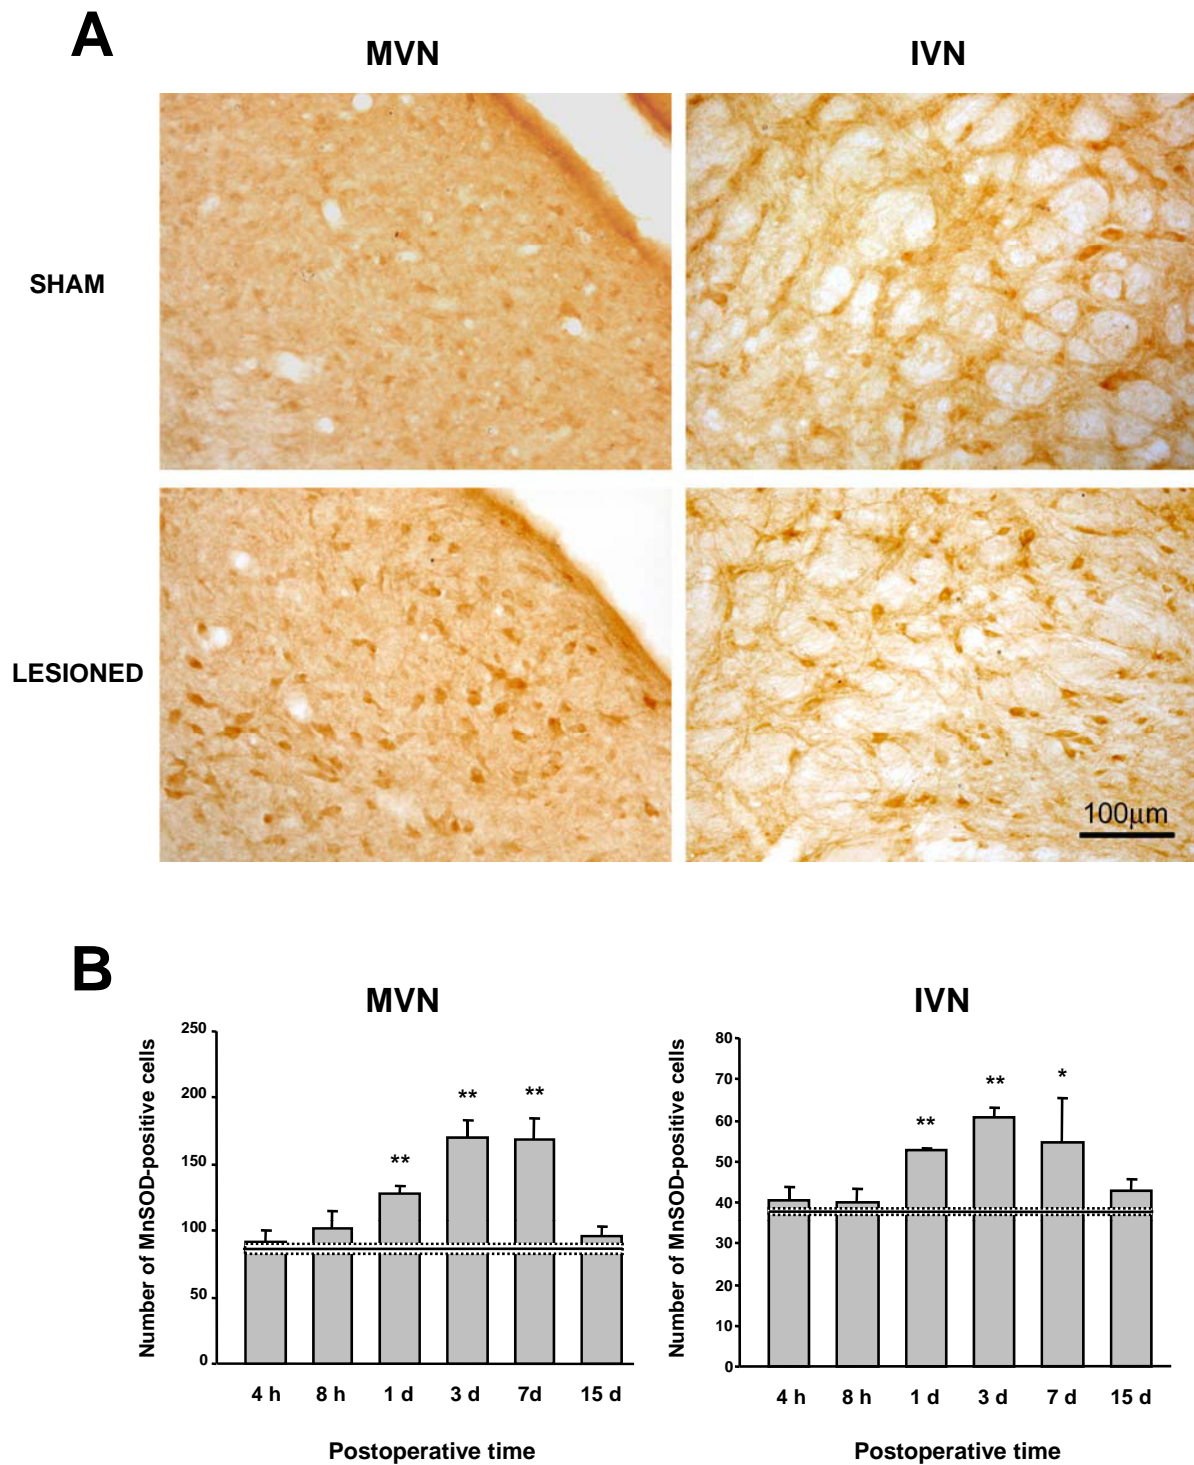 A
MVN
IVN
SHAM
LESIONED
100µm
B
MVN
IVN
Number of MnSOD-positive cells
250
200
150
100
50
0
**
**
**
4 h
8 h
1 d
3 d
7d
15 d
Postoperative time
Number of MnSOD-positive cells
80
70
60
50
40
30
20
10
0
**
**
*
4 h
8 h
1 d
3 d
7 d
15 d
Postoperative time